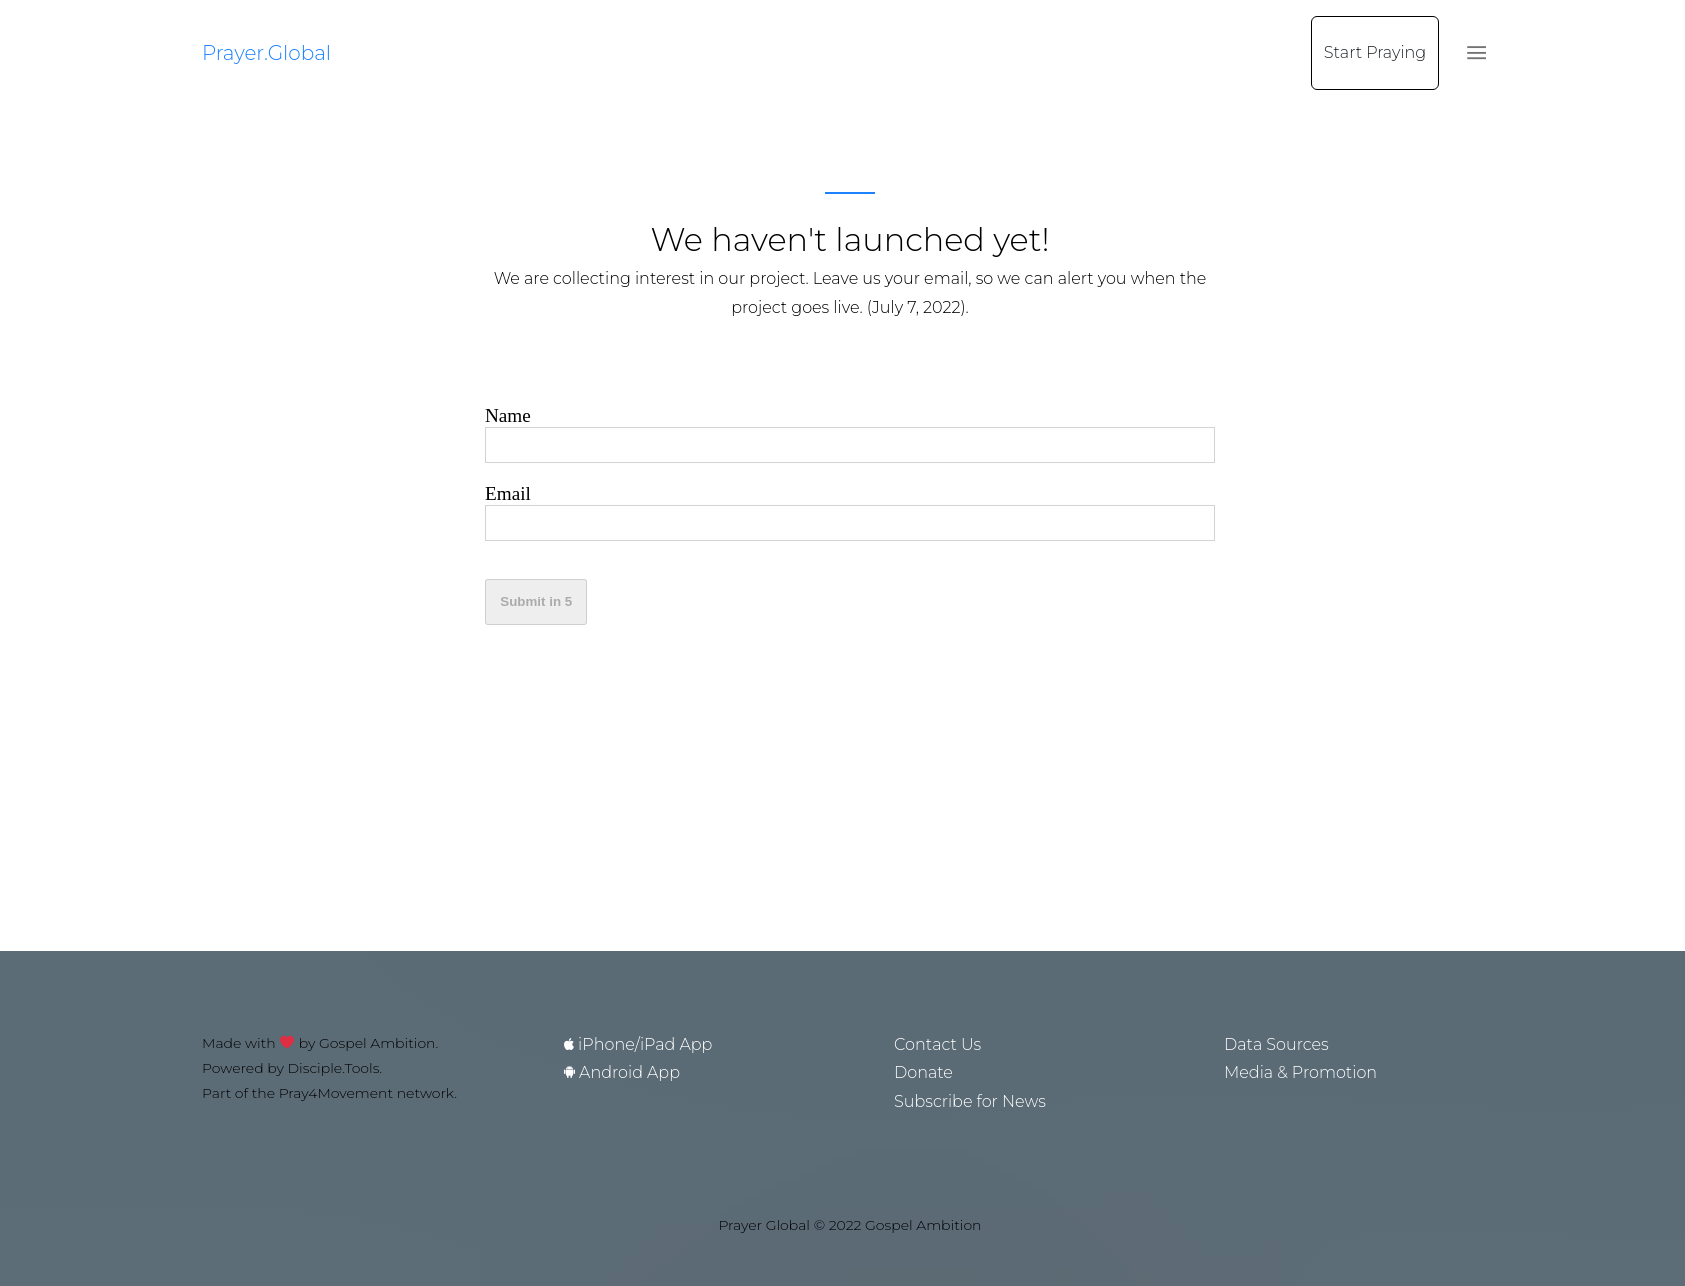 Prayer.Global
Start Praying
We haven't launched yet!
We are collecting interest in our project. Leave us your email, so we can alert you when the
project goes live. (July 7, 2022).
Name
Email
Submit in 5
Made with ❤ by Gospel Ambition.
Powered by Disciple.Tools.
Part of the Pray4Movement network.
iPhone/iPad App
Android App
Contact Us
Donate
Subscribe for News
Data Sources
Media & Promotion
Prayer Global © 2022 Gospel Ambition